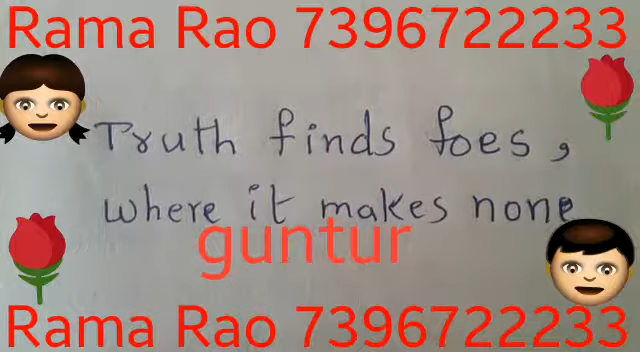 Rama Rao 7396722233
Truth finds foes,
where it makes none
guntur
Rama Rao 7396722233